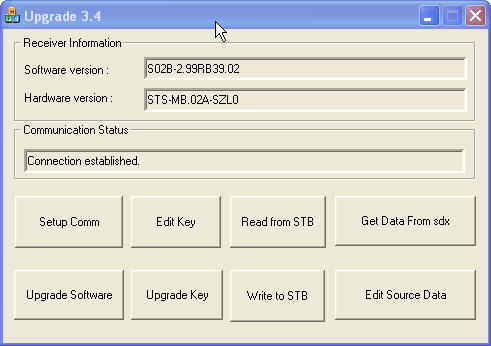 Upgrade 3.4
Receiver Information
Software version : S02B-2.99RB39.02
Hardware version : STS-MB.02A-SZL0
Communication Status
Connection established.
Setup Comm Edit Key Read from STB Get Data From sdx
Upgrade Software Upgrade Key Write to STB Edit Source Data